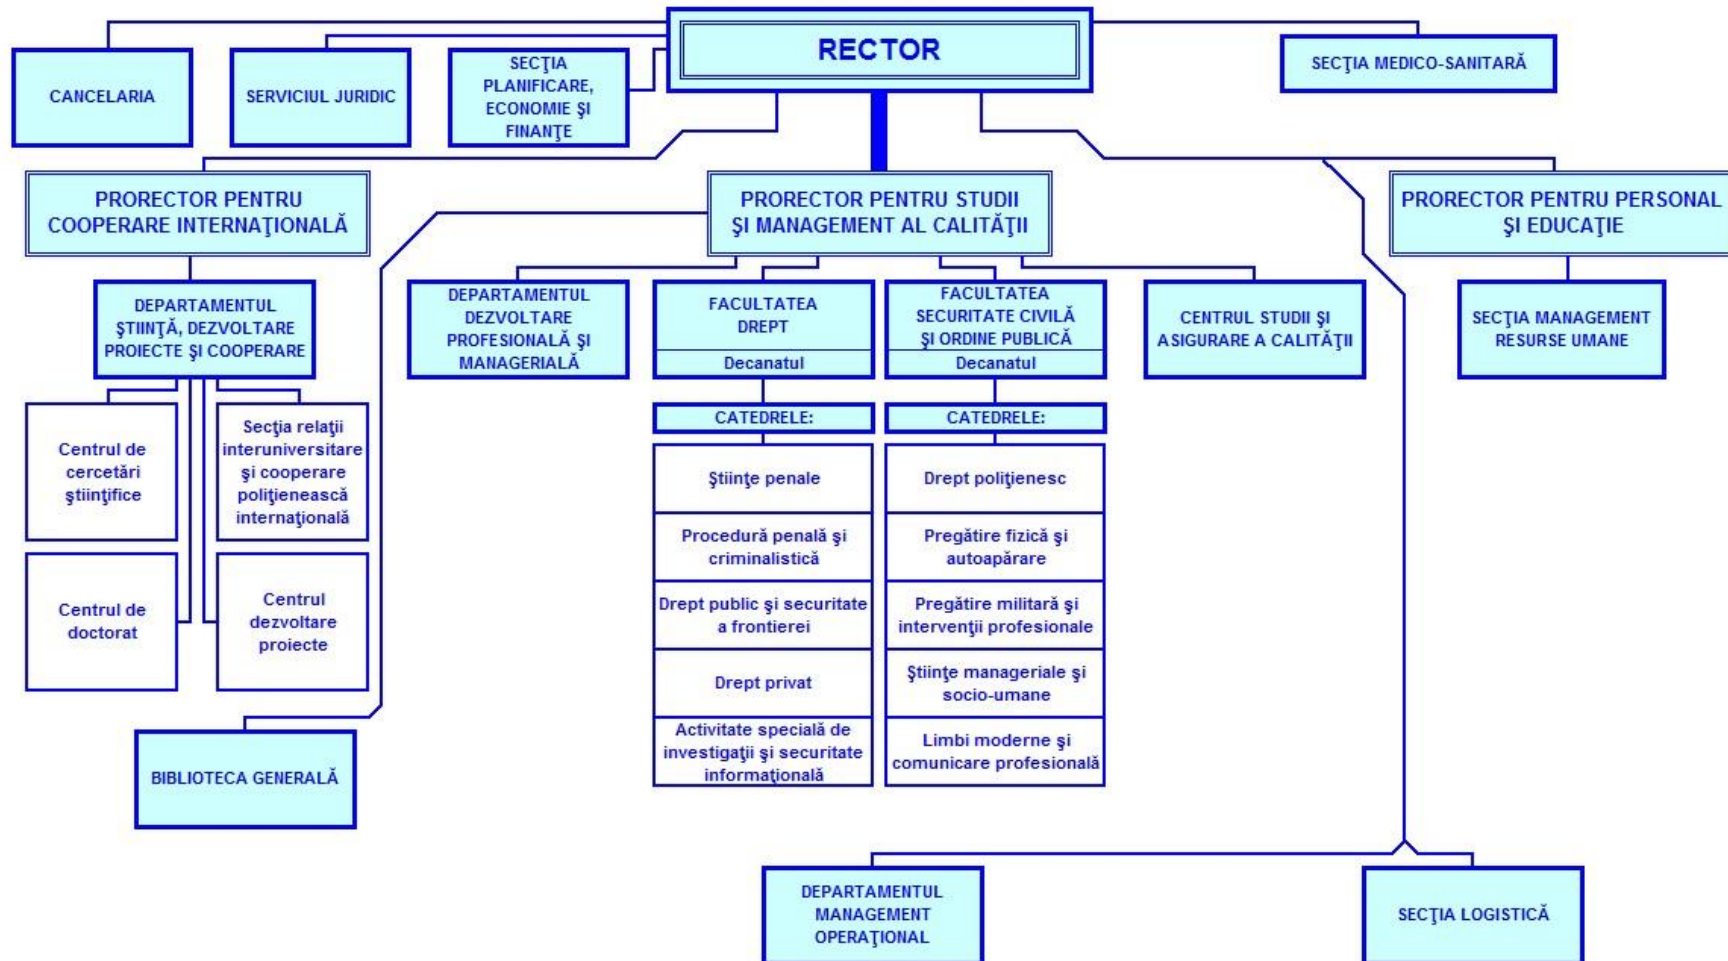 RECTOR
CANCELARIA
SERVICIUL JURIDIC
SECŢIA
PLANIFICARE,
ECONOMIE ŞI
FINANŢE
SECŢIA MEDICO-SANITARĂ
PRORECTOR PENTRU
COOPERARE INTERNAŢIONALĂ
PRORECTOR PENTRU STUDII
ŞI MANAGEMENT AL CALITĂŢII
PRORECTOR PENTRU PERSONAL
ŞI EDUCAŢIE
DEPARTAMENTUL
ŞTIINŢĂ, DEZVOLTARE
PROIECTE ŞI COOPERARE
DEPARTAMENTUL
DEZVOLTARE
PROFESIONALĂ ŞI
MANAGERIALĂ
FACULTATEA
DREPT
Decanatul
FACULTATEA
SECURITATE CIVILĂ
ŞI ORDINE PUBLICĂ
Decanatul
CENTRUL STUDII ŞI
ASIGURARE A CALITĂŢII
SECŢIA MANAGEMENT
RESURSE UMANE
Centrul de
cercetări
ştiinţifice
Secţia relaţii
interuniversitare
şi cooperare
poliţienească
internaţională
Centrul de
doctorat
Centrul
dezvoltare
proiecte
CATEDRELE:
Ştiinţe penale
Procedură penală şi
criminalistică
Drept public şi securitate
a frontierei
Drept privat
Activitate specială de
investigaţii şi securitate
informaţională
CATEDRELE:
Drept poliţienesc
Pregătire fizică şi
autoapărare
Pregătire militară şi
intervenţii profesionale
Ştiinţe manageriale şi
socio-umane
Limbi moderne şi
comunicare profesională
BIBLIOTECA GENERALĂ
DEPARTAMENTUL
MANAGEMENT
OPERAŢIONAL
SECŢIA LOGISTICĂ